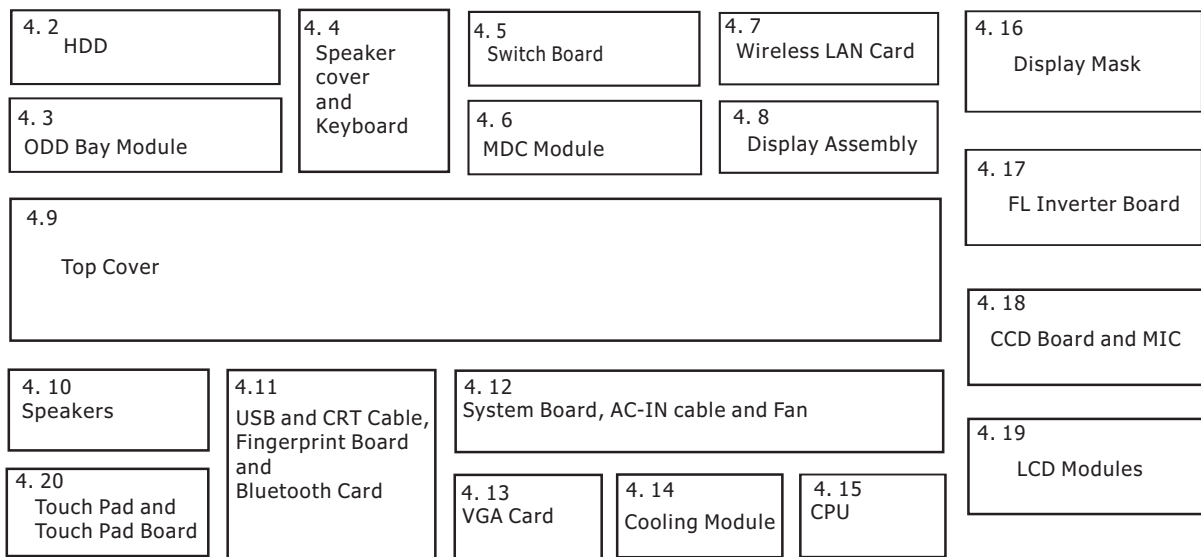 4. 2
HDD
4. 3
ODD Bay Module
4. 4
Speaker
cover
and
Keyboard
4. 5
Switch Board
4. 6
MDC Module
4. 7
Wireless LAN Card
4. 8
Display Assembly
4.9
Top Cover
4. 10
Speakers
4. 20
Touch Pad and
Touch Pad Board
4.11
USB and CRT Cable,
Fingerprint Board
and
Bluetooth Card
4. 12
System Board, AC-IN cable and Fan
4. 13
VGA Card
4. 14
Cooling Module
4. 15
CPU
4. 16
Display Mask
4. 17
FL Inverter Board
4. 18
CCD Board and MIC
4. 19
LCD Modules